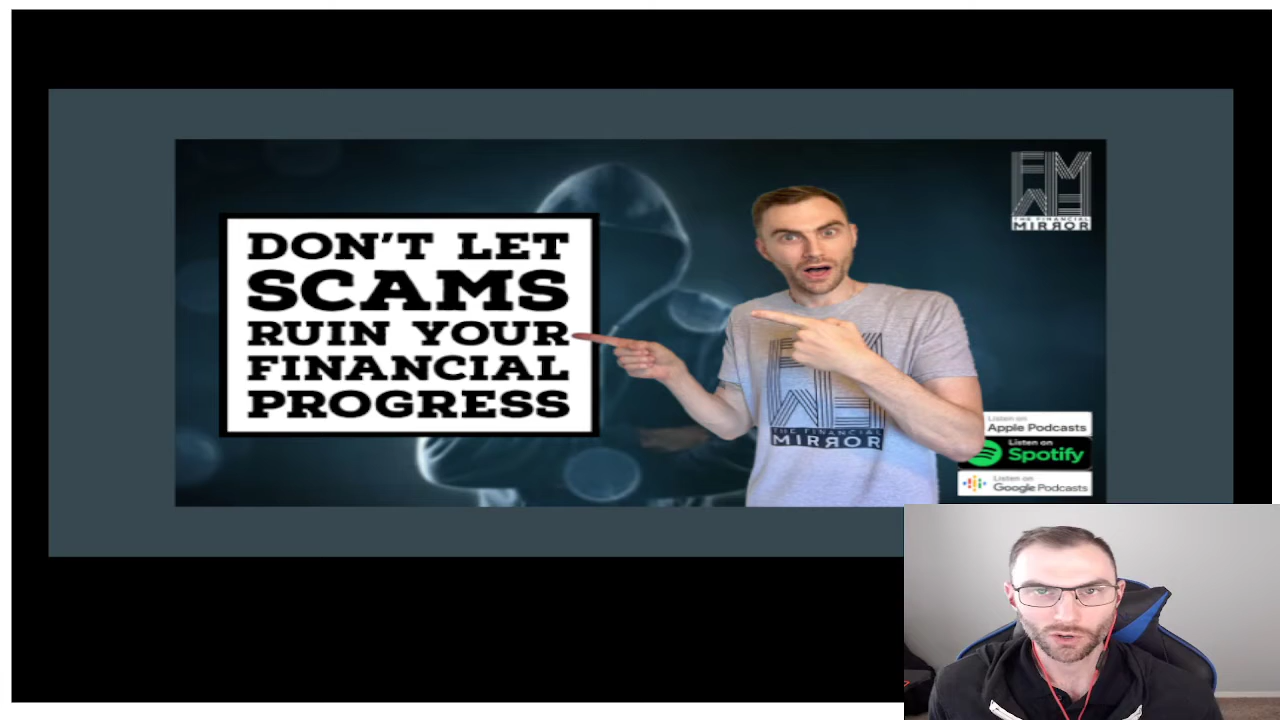 DON'T LET
SCAMS
RUIN YOUR
FINANCIAL
PROGRESS
FM
THE FINANCIAL
MIRROR
THE FINANCIAL
MIRROR
Listen on
Apple Podcasts
Listen on
Spotify
Listen on
Google Podcasts